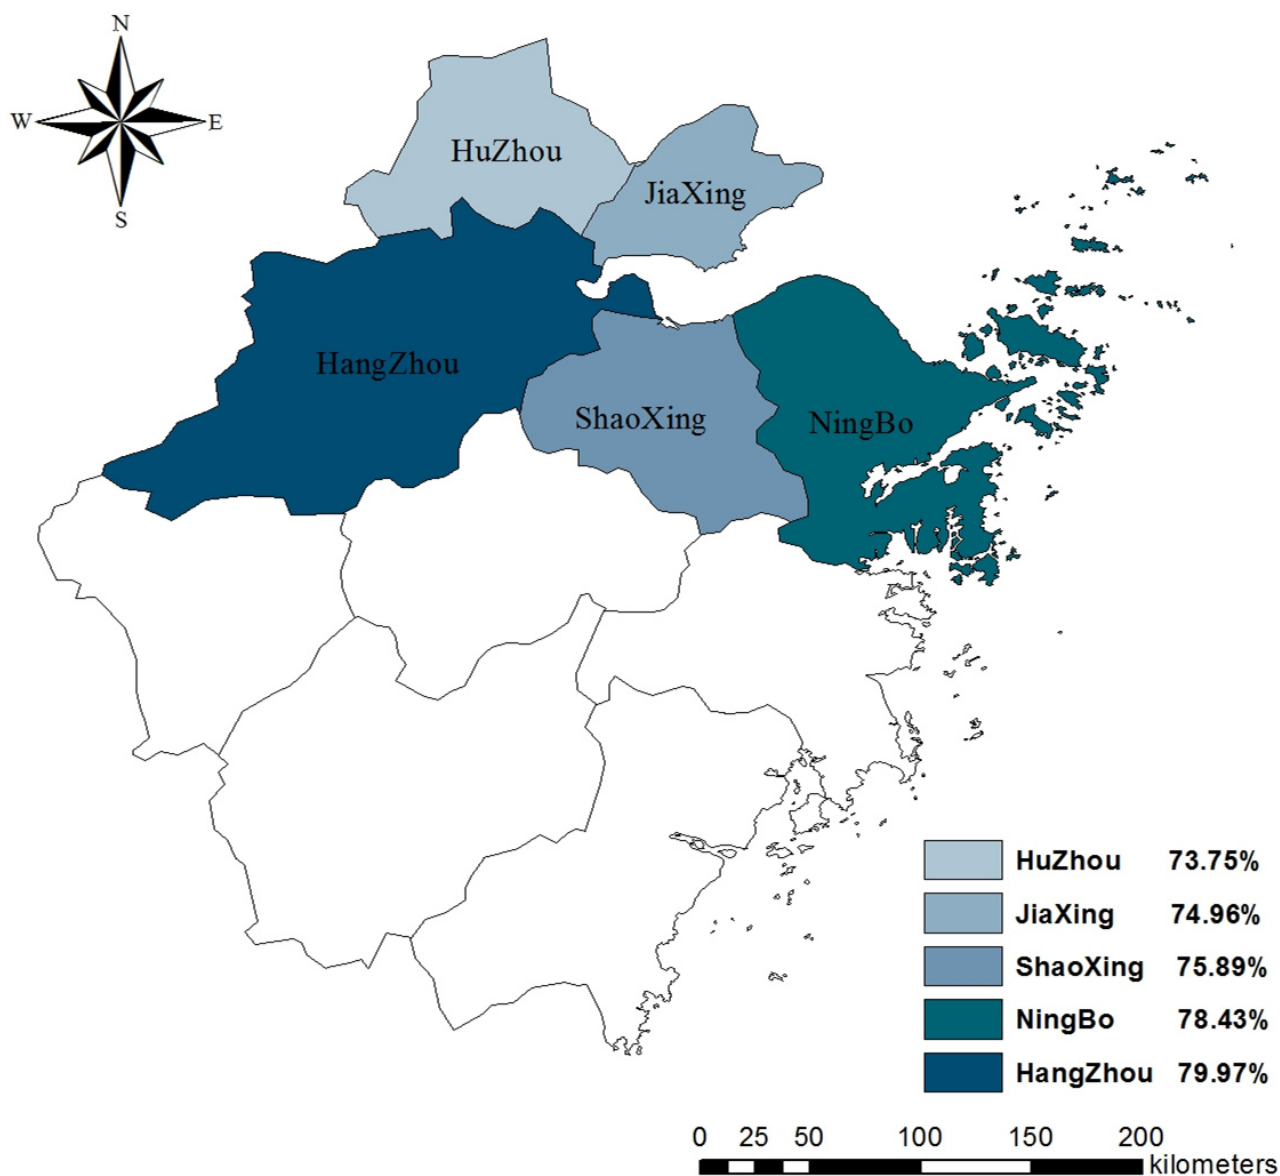 N
W E
S
HuZhou
JiaXing
HangZhou
ShaoXing
NingBo
HuZhou 73.75%
JiaXing 74.96%
ShaoXing 75.89%
NingBo 78.43%
HangZhou 79.97%
0 25 50 100 150 200
kilometers